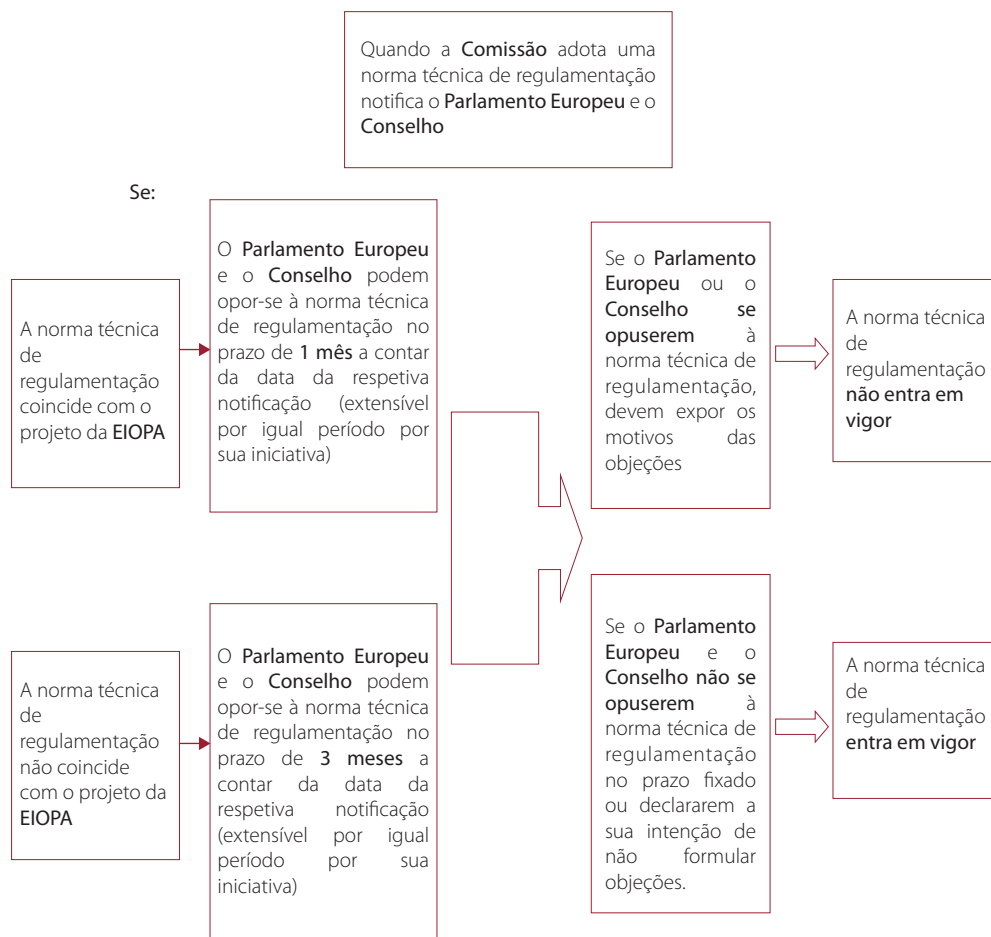 Quando a Comissão adota uma
norma técnica de regulamentação
notifica o Parlamento Europeu e o
Conselho
Se:
A norma técnica
de
regulamentação
coincide com o
projeto da EIOPA
O Parlamento Europeu
e o Conselho podem
opor-se à norma técnica
de regulamentação no
prazo de 1 mês a contar
da data da respetiva
notificação (extensível
por igual período por
sua iniciativa)
Se o Parlamento
Europeu ou o
Conselho se
opuserem à
norma técnica de
regulamentação,
devem expor os
motivos das
objeções
A norma técnica
de
regulamentação
não entra em
vigor
A norma técnica
de
regulamentação
não coincide
com o projeto da
EIOPA
O Parlamento Europeu
e o Conselho podem
opor-se à norma técnica
de regulamentação no
prazo de 3 meses a
contar da data da
respetiva notificação
(extensível por igual
período por sua
iniciativa)
Se o Parlamento
Europeu e o
Conselho não se
opuserem à
norma técnica de
regulamentação
no prazo fixado
ou declararem a
sua intenção de
não formular
objeções.
A norma técnica
de
regulamentação
entra em vigor